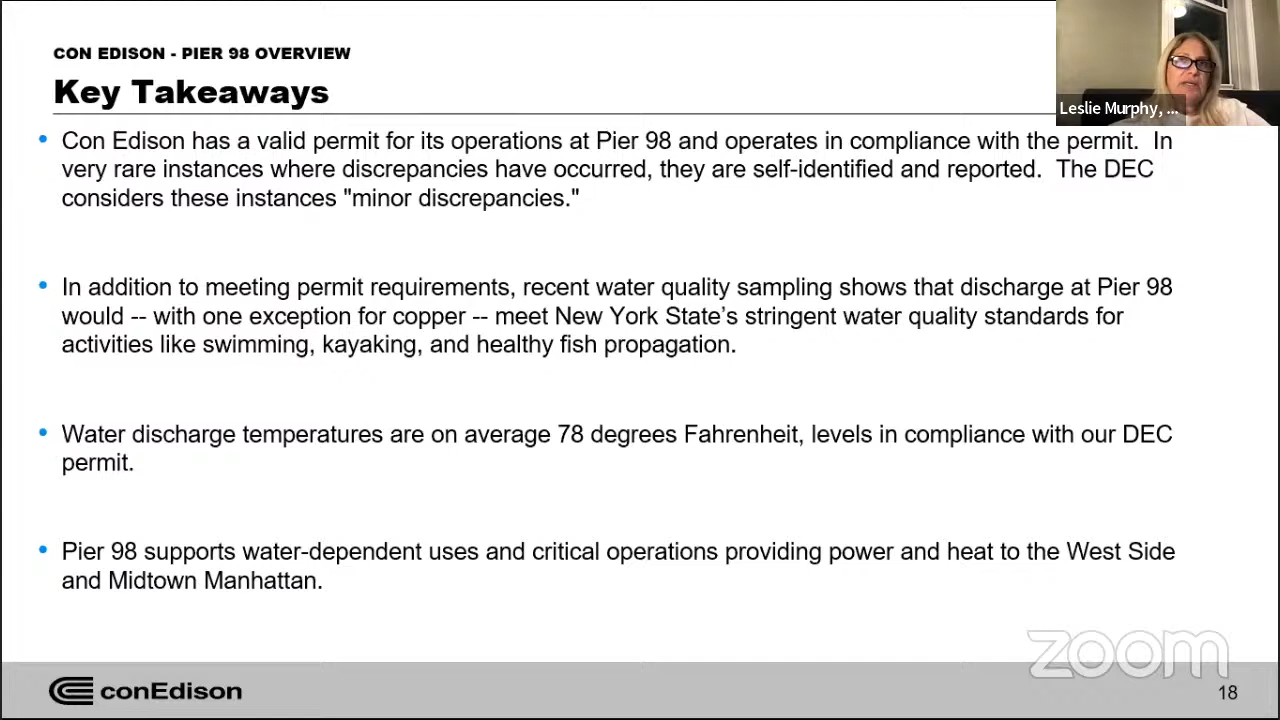 CON EDISON - PIER 98 OVERVIEW
Key Takeaways
Leslie Murphy, ...
• Con Edison has a valid permit for its operations at Pier 98 and operates in compliance with the permit.  In
very rare instances where discrepancies have occurred, they are self-identified and reported.  The DEC
considers these instances "minor discrepancies."
• In addition to meeting permit requirements, recent water quality sampling shows that discharge at Pier 98
would -- with one exception for copper -- meet New York State’s stringent water quality standards for
activities like swimming, kayaking, and healthy fish propagation.
• Water discharge temperatures are on average 78 degrees Fahrenheit, levels in compliance with our DEC
permit.
• Pier 98 supports water-dependent uses and critical operations providing power and heat to the West Side
and Midtown Manhattan.
zoom
conEdison
18